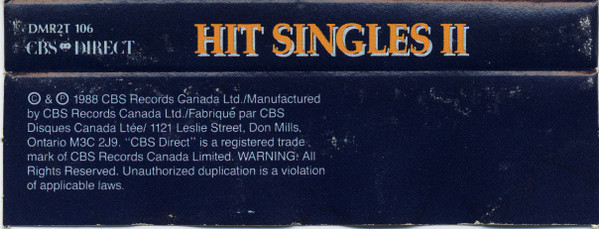 DMR2T 106
CBS DIRECT
HIT SINGLES II
© & ℗ 1988 CBS Records Canada Ltd./Manufactured
by CBS Records Canada Ltd./Fabriqué par CBS
Disques Canada Ltée/ 1121 Leslie Street, Don Mills,
Ontario M3C 2J9. "CBS Direct" is a registered trade
mark of CBS Records Canada Limited. WARNING: All
Rights Reserved. Unauthorized duplication is a violation
of applicable laws.